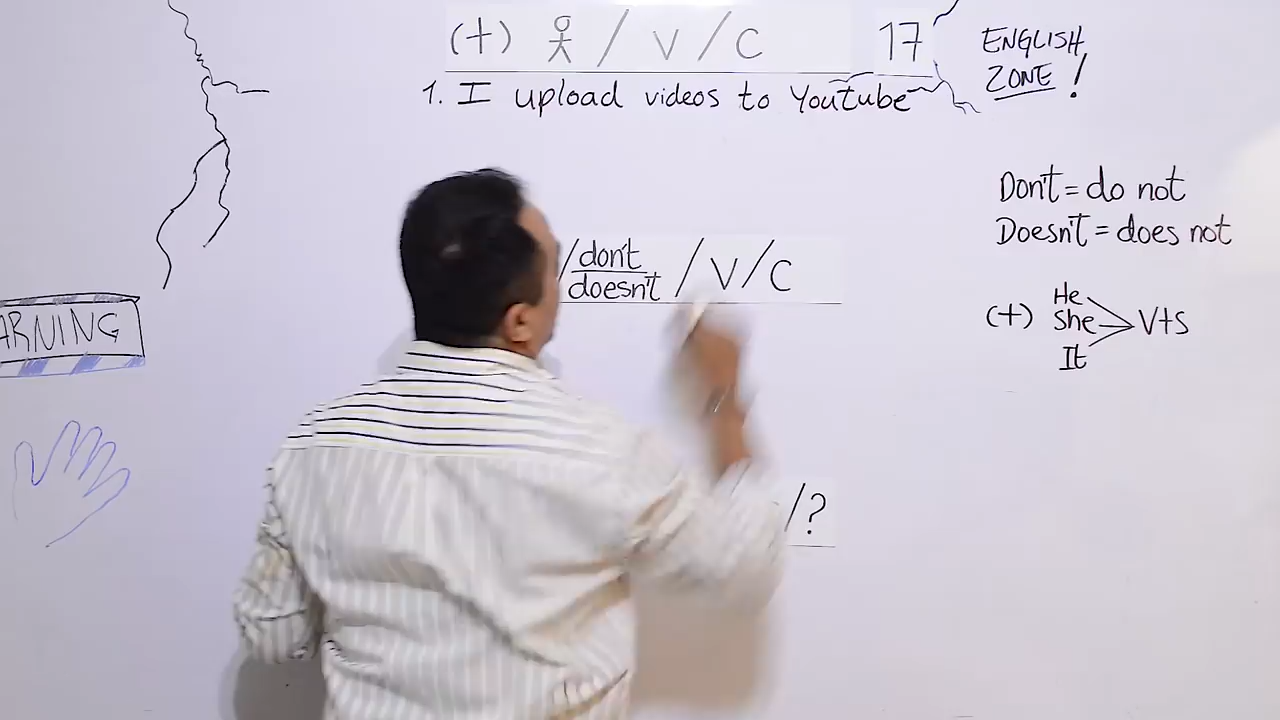 (+) / V / C
17
1. I upload videos to YouTube
ENGLISH
ZONE!
Don't = do not
Doesn't = does not
/ don't
doesn't / V / C
(+) He
She V+s
It
ARNING
/?